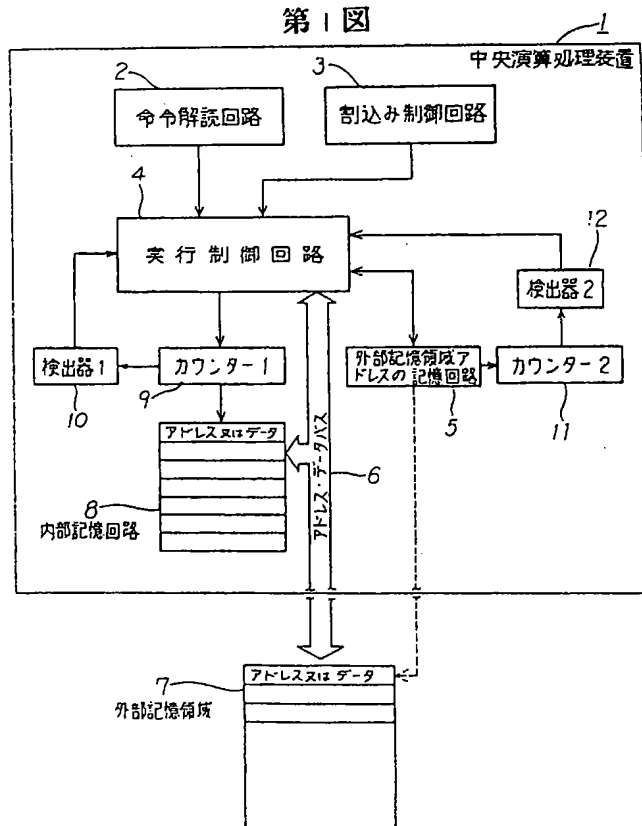 第1図
1
中央演算処理装置
2
命令解読回路
3
割込み制御回路
4
実行制御回路
12
検出器2
検出器1
10
カウンター1
9
外部記憶領域ア
ドレスの記憶回路
5
カウンター2
11
アドレス又はデータ
8
内部記憶回路
アドレス・データバス
6
アドレス又はデータ
7
外部記憶領域